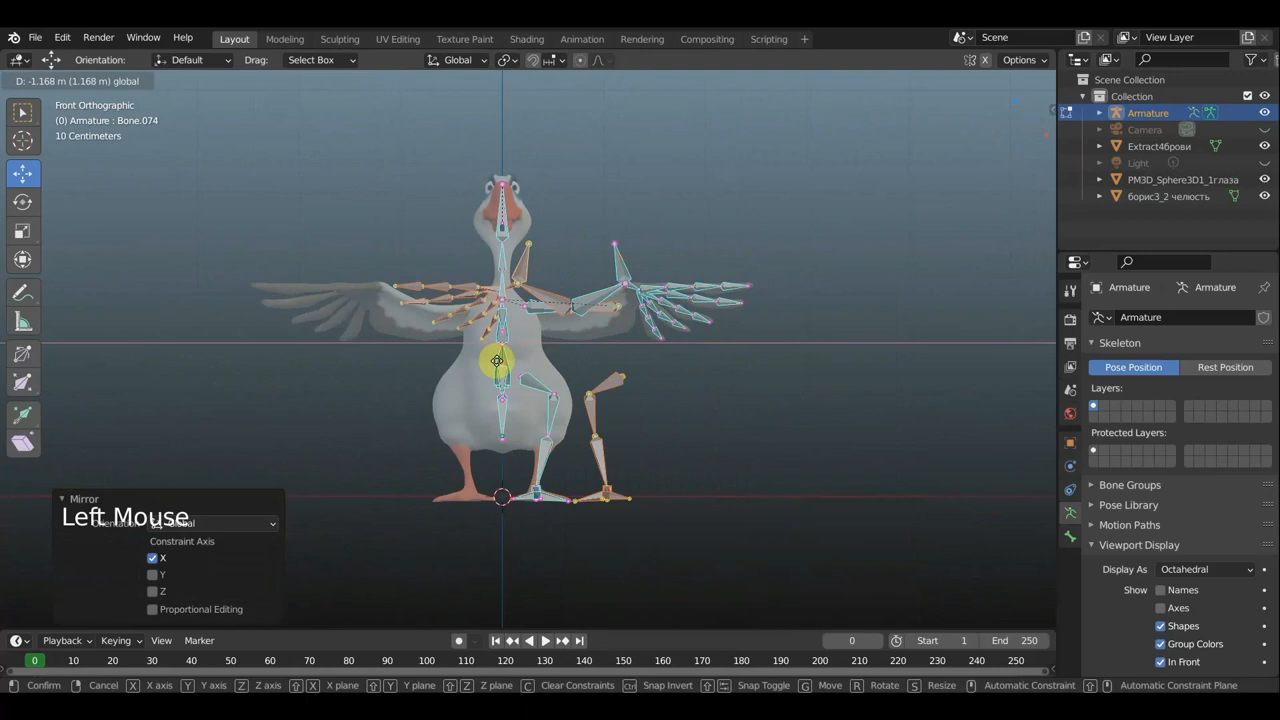 File Edit Render Window Help Layout Modeling Sculpting UV Editing Texture Paint Shading Animation Rendering Compositing Scripting + Scene View Layer
Orientation: Default Drag: Select Box Global X Options
D: -1.168 m (1.168 m) global
Front Orthographic
(0) Armature : Bone.074
10 Centimeters
Scene Collection
Collection
Armature
Camera
Extract4брови
Light
PM3D_Sphere3D1_1глаза
борис3_2 челюсть
Armature Armature
Armature
Skeleton
Pose Position Rest Position
Layers:
Protected Layers:
Bone Groups
Pose Library
Motion Paths
Viewport Display
Display As Octahedral
Show Names
Axes
Shapes
Group Colors
In Front
Mirror
Global
Left Mouse
Constraint Axis
X
Y
Z
Proportional Editing
Playback Keying View Marker 0 Start 1 End 250
0 10 20 30 40 50 60 70 80 90 100 110 120 130 140 150 160 170 180 190 200 210 220 230 240 250
Confirm Cancel X X axis Y Y axis Z Z axis X X plane Y Y plane Z Z plane C Clear Constraints Ctrl Snap Invert Snap Toggle G Move R Rotate S Resize Automatic Constraint Automatic Constraint Plane